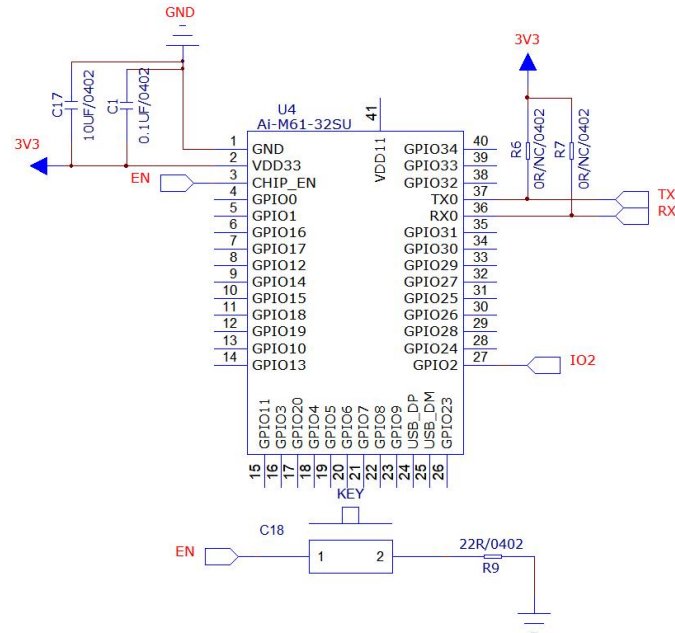 GND
C17
10UF/0402
C1
0.1UF/0402
3V3
EN
U4
Ai-M61-32SU
41
VDD11
3V3
R6
0R/NC/0402
R7
0R/NC/0402
TX
RX
IO2
1 GND
2 VDD33
3 CHIP_EN
4 GPIO0
5 GPIO1
6 GPIO16
7 GPIO17
8 GPIO12
9 GPIO14
10 GPIO15
11 GPIO18
12 GPIO19
13 GPIO10
14 GPIO13
GPIO34 40
GPIO33 39
GPIO32 38
TX0 37
RX0 36
GPIO31 35
GPIO30 34
GPIO29 33
GPIO27 32
GPIO25 31
GPIO26 30
GPIO28 29
GPIO24 28
GPIO2 27
GPIO11 15
GPIO3 16
GPIO20 17
GPIO4 18
GPIO5 19
GPIO6 20
GPIO7 21
GPIO8 22
GPIO9 23
USB_DP 24
USB_DM 25
GPIO23 26
KEY
C18
EN
1 2
22R/0402
R9